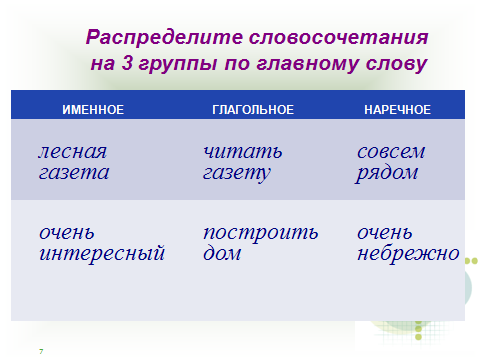 Распределите словосочетания
на 3 группы по главному слову
ИМЕННОЕ ГЛАГОЛЬНОЕ НАРЕЧНОЕ
лесная газета
читать газету
совсем рядом
очень интересный
построить дом
очень небрежно
7